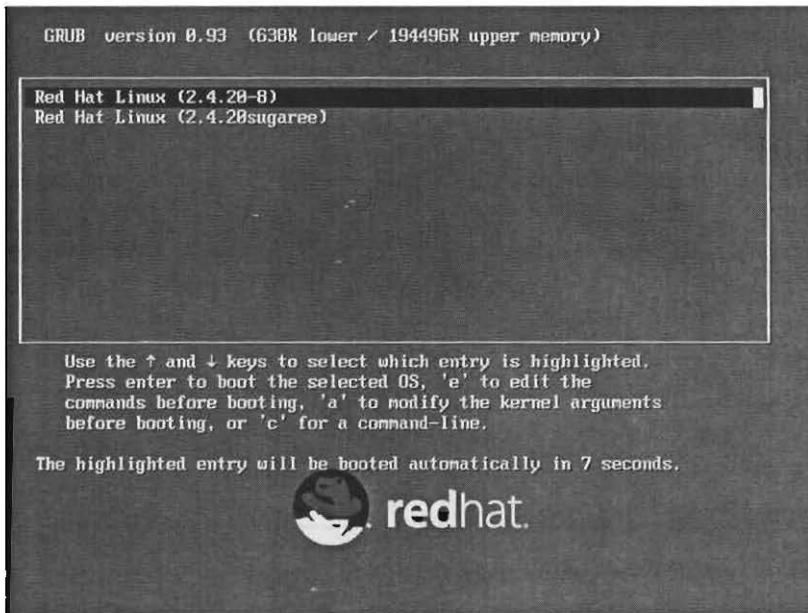 GRUB version 0.93 (638K lower / 194496K upper memory)
Red Hat Linux (2.4.20-8)
Red Hat Linux (2.4.20sugaree)
Use the ↑ and ↓ keys to select which entry is highlighted.
Press enter to boot the selected OS, 'e' to edit the
commands before booting, 'a' to modify the kernel arguments
before booting, or 'c' for a command-line.
The highlighted entry will be booted automatically in 7 seconds.
redhat.